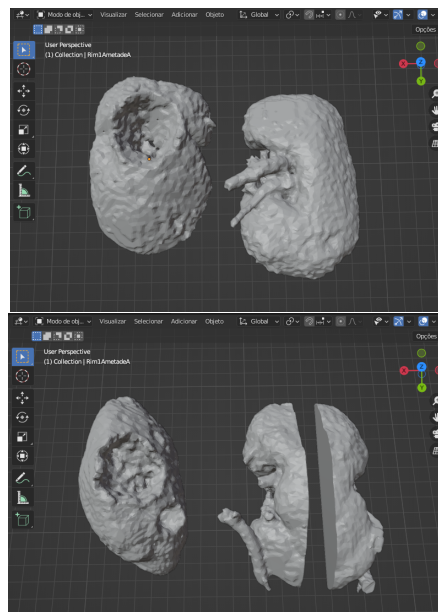 Modo de obj... Visualizar Selecionar Adicionar Objeto Global
Opções
User Perspective
(1) Collection | Rim1AmetadeA
Z
X
Y
Modo de obj... Visualizar Selecionar Adicionar Objeto Global
Opções
User Perspective
(1) Collection | Rim1AmetadeA
Z
X
Y